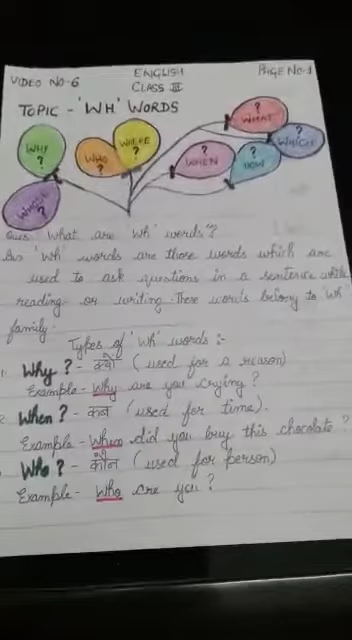 VIDEO NO-6
ENGLISH
CLASS III
PAGE NO-1
TOPIC - 'WH' WORDS
WHY ?
WHO ?
WHERE ?
WHAT ?
WHICH ?
WHEN ?
HOW ?
WHOSE ?
Ques. What are 'Wh' words?
Ans 'Wh' words are those words which are
used to ask questions in a sentence while
reading or writing. These words belong to 'Wh'
family.
Types of 'Wh' words :-
1. Why ? - क्यों (used for a reason)
Example - Why are you crying ?
2. When ? - कब (used for time).
Example - When did you buy this chocolate ?
Who ? - कौन (used for person)
Example - Who are you ?